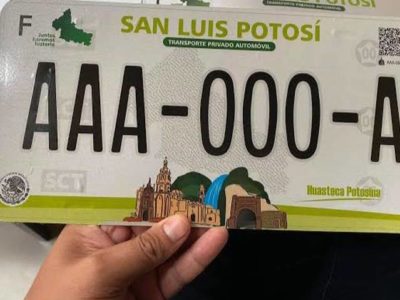 F
SAN LUIS POTOSÍ
TRANSPORTE PRIVADO AUTOMÓVIL
AAA-000-A
SCT
Huasteca Potosina